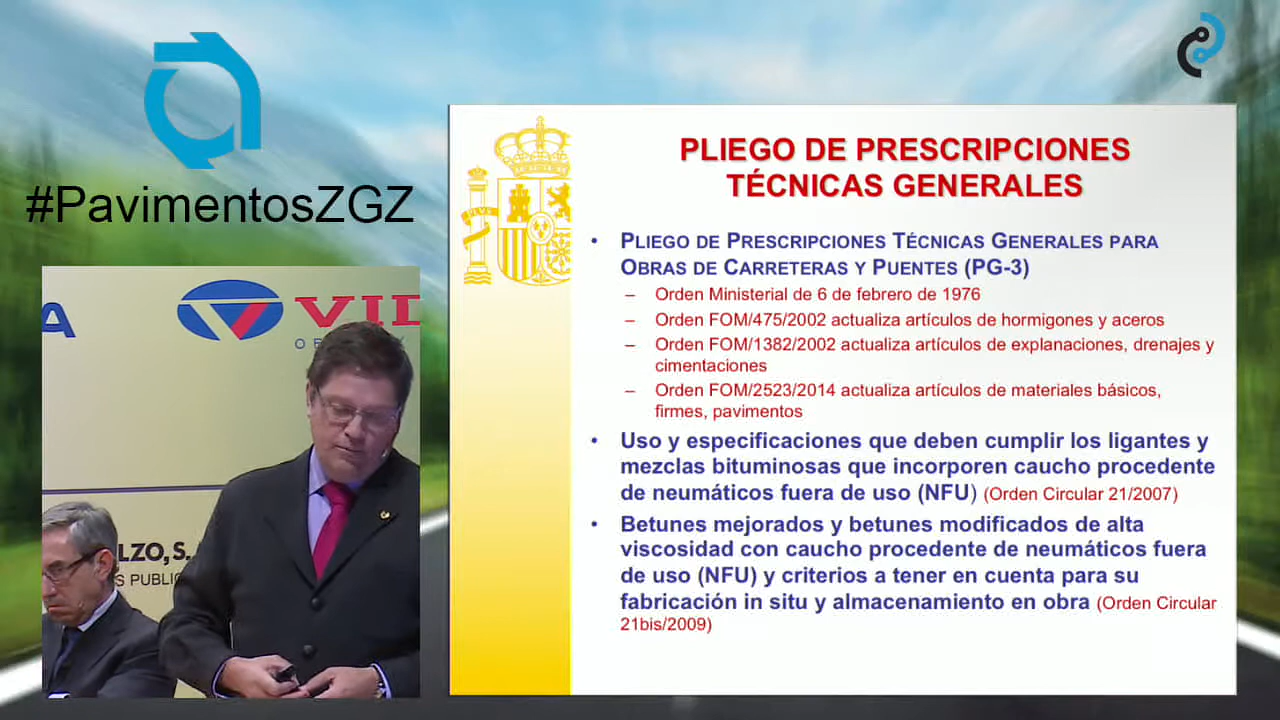 #PavimentosZGZ
VID
A
LZO, S.
S PUBLIC
PLUS
PLIEGO DE PRESCRIPCIONES
TÉCNICAS GENERALES
• PLIEGO DE PRESCRIPCIONES TÉCNICAS GENERALES PARA
OBRAS DE CARRETERAS Y PUENTES (PG-3)
– Orden Ministerial de 6 de febrero de 1976
– Orden FOM/475/2002 actualiza artículos de hormigones y aceros
– Orden FOM/1382/2002 actualiza artículos de explanaciones, drenajes y
cimentaciones
– Orden FOM/2523/2014 actualiza artículos de materiales básicos,
firmes, pavimentos
• Uso y especificaciones que deben cumplir los ligantes y
mezclas bituminosas que incorporen caucho procedente
de neumáticos fuera de uso (NFU) (Orden Circular 21/2007)
• Betunes mejorados y betunes modificados de alta
viscosidad con caucho procedente de neumáticos fuera
de uso (NFU) y criterios a tener en cuenta para su
fabricación in situ y almacenamiento en obra (Orden Circular
21bis/2009)